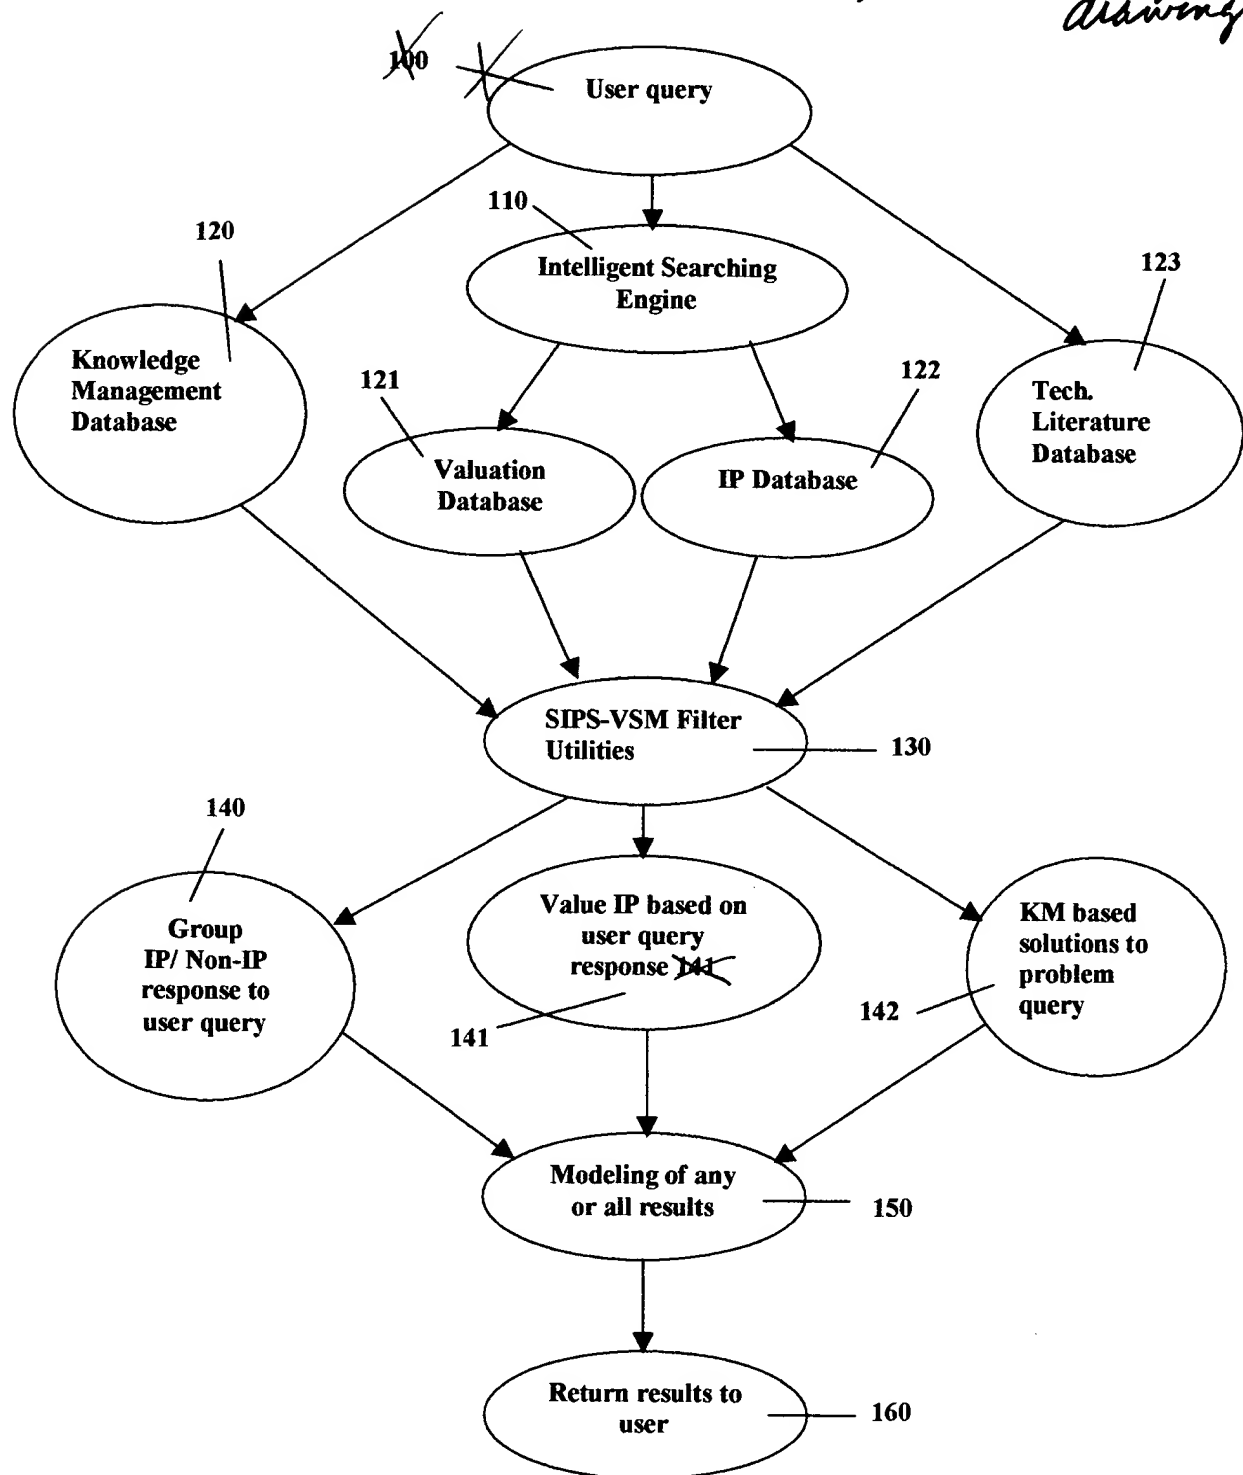 drawing
100
User query
110
Intelligent Searching
Engine
120
Knowledge
Management
Database
121
Valuation
Database
122
IP Database
123
Tech.
Literature
Database
SIPS-VSM Filter
Utilities
130
140
Group
IP/ Non-IP
response to
user query
Value IP based on
user query
response 141
141
KM based
solutions to
problem
query
142
Modeling of any
or all results
150
Return results to
user
160